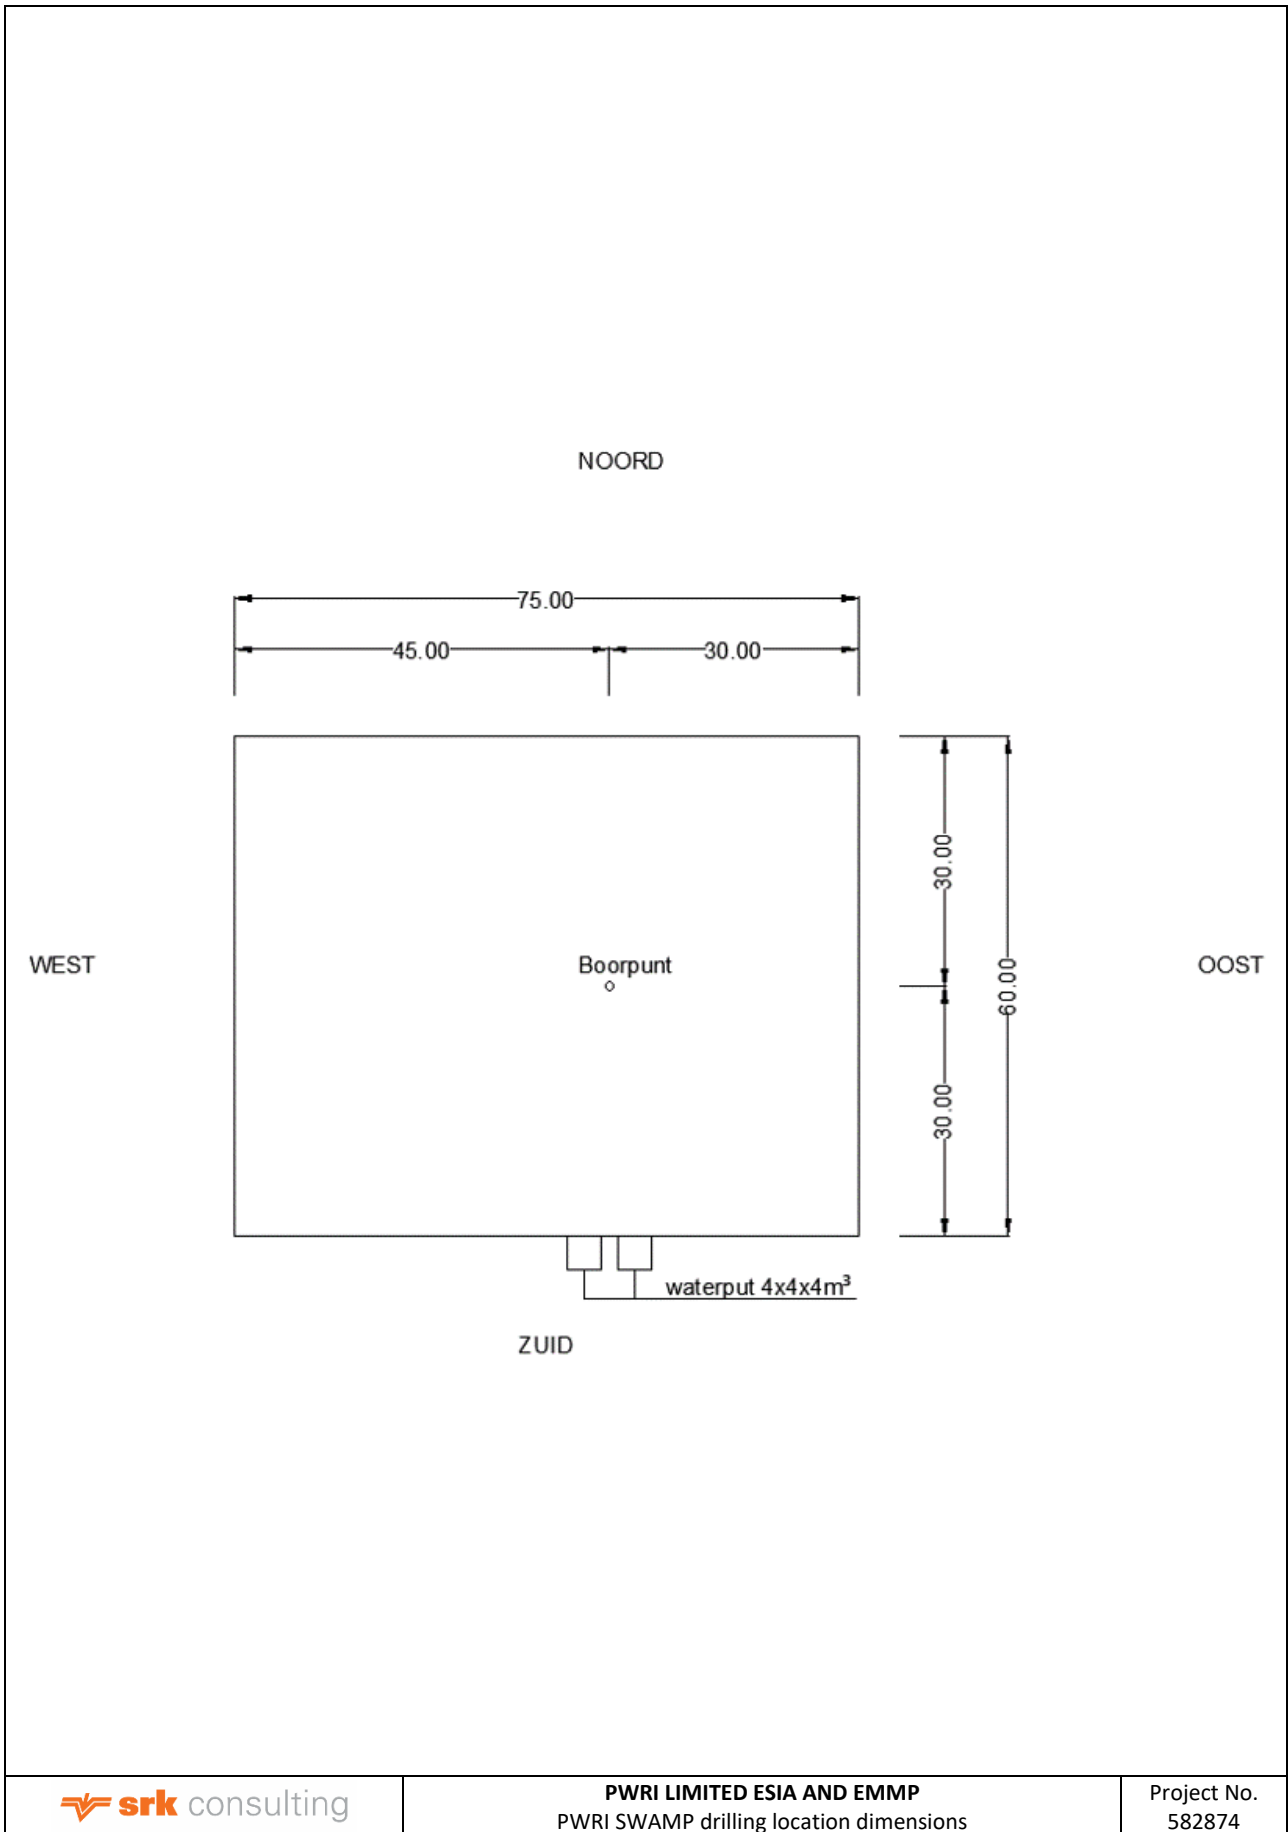 NOORD
75.00
45.00 30.00
30.00
WEST
Boorpunt
60.00
OOST
30.00
waterput 4x4x4m³
ZUID
srk consulting
PWRI LIMITED ESIA AND EMMP
PWRI SWAMP drilling location dimensions
Project No.
582874